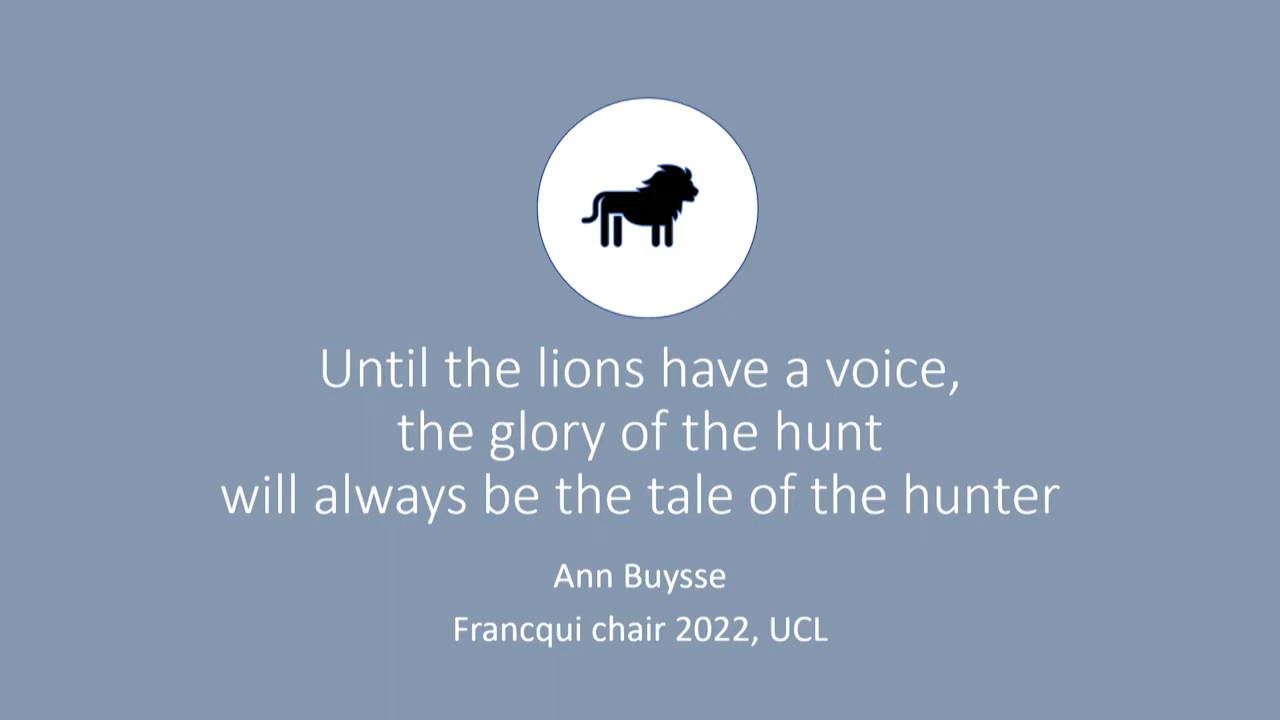 Until the lions have a voice,
the glory of the hunt
will always be the tale of the hunter
Ann Buysse
Francqui chair 2022, UCL